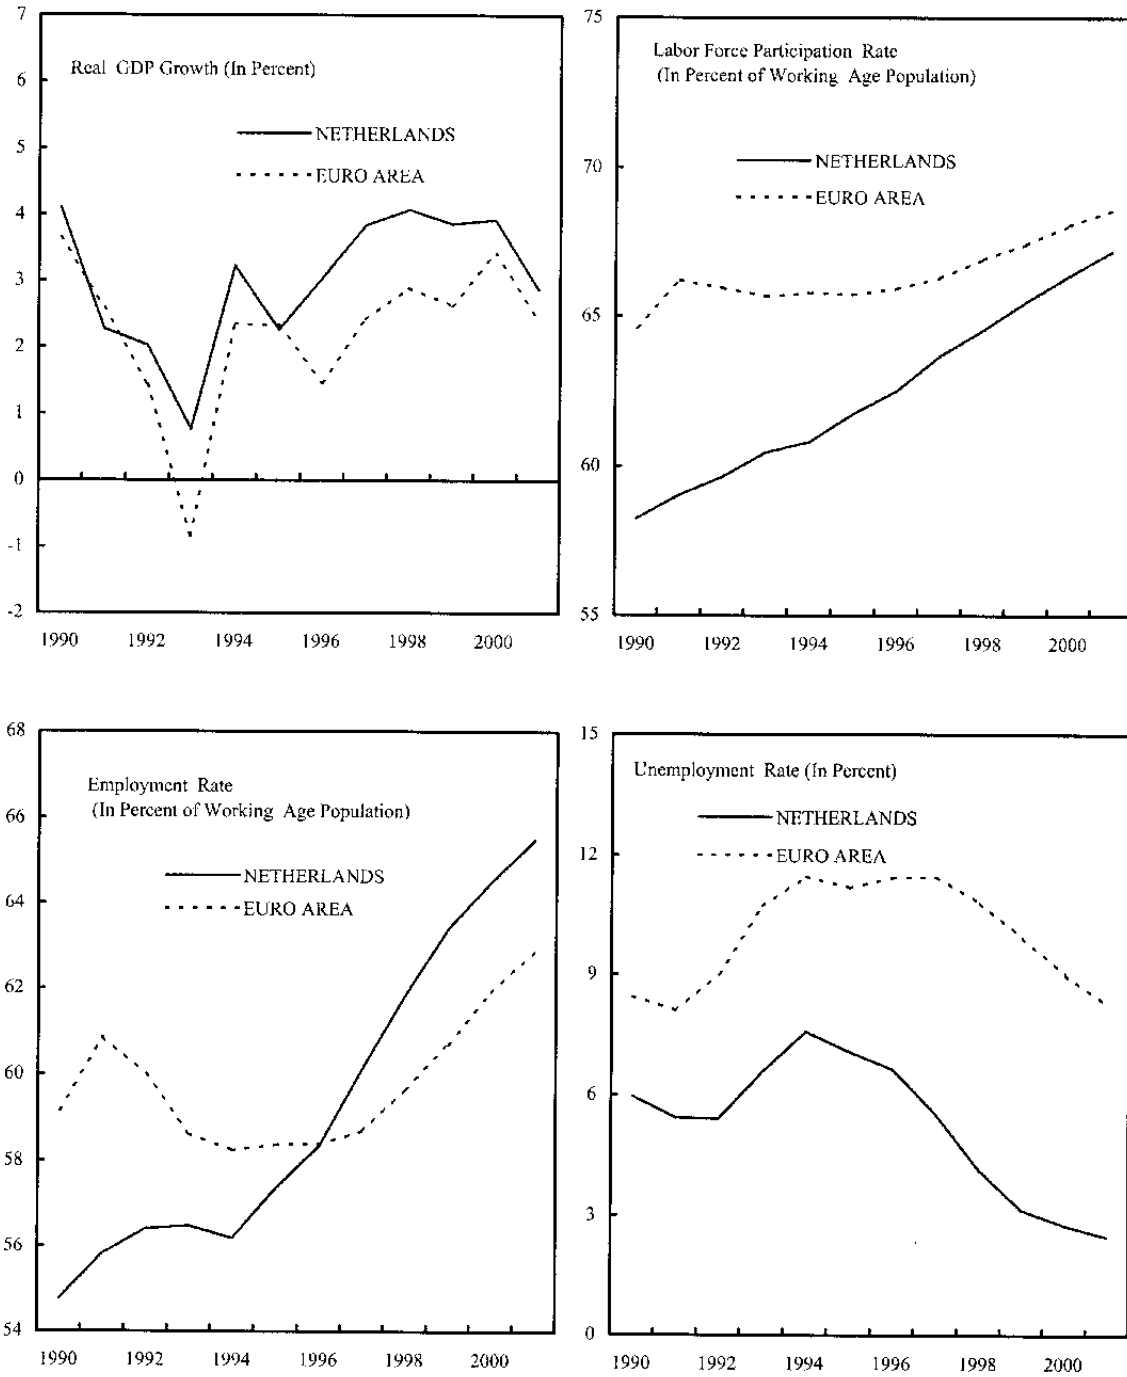 7
6
5
4
3
2
1
0
-1
-2
Real GDP Growth (In Percent)
NETHERLANDS
EURO AREA
1990 1992 1994 1996 1998 2000
75
70
65
60
55
Labor Force Participation Rate
(In Percent of Working Age Population)
NETHERLANDS
EURO AREA
1990 1992 1994 1996 1998 2000
68
66
64
62
60
58
56
54
Employment Rate
(In Percent of Working Age Population)
NETHERLANDS
EURO AREA
1990 1992 1994 1996 1998 2000
15
12
9
6
3
0
Unemployment Rate (In Percent)
NETHERLANDS
EURO AREA
1990 1992 1994 1996 1998 2000